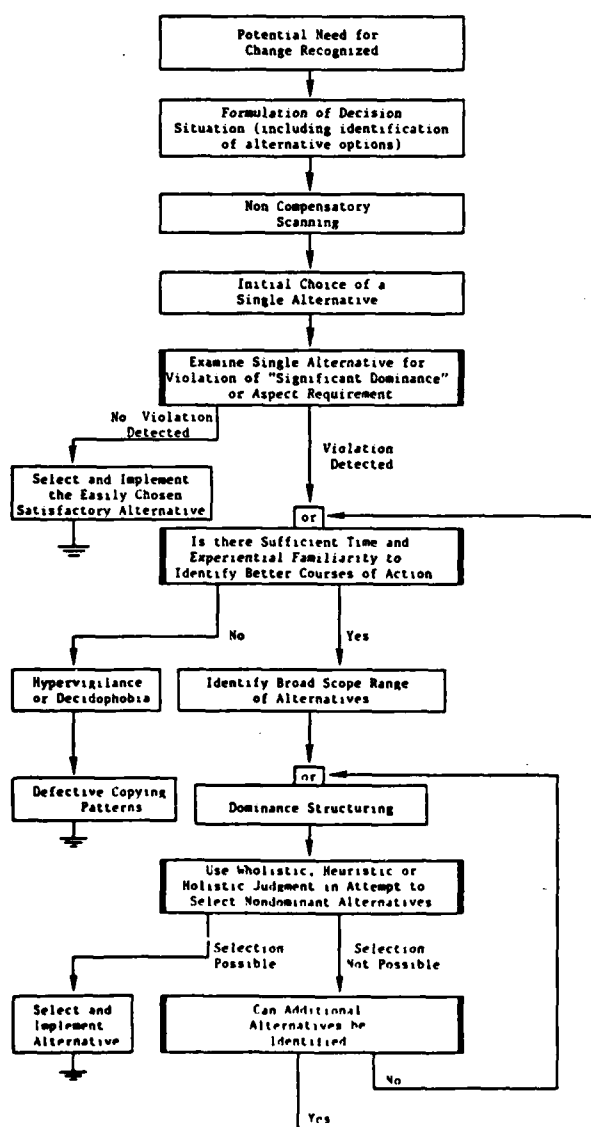 Potential Need for
Change Recognized
Formulation of Decision
Situation (including identification
of alternative options)
Non Compensatory
Scanning
Initial Choice of a
Single Alternative
Examine Single Alternative for
Violation of "Significant Dominance"
or Aspect Requirement
No Violation
Detected
Violation
Detected
Select and Implement
the Easily Chosen
Satisfactory Alternative
or
Is there Sufficient Time and
Experiential Familiarity to
Identify Better Courses of Action
No
Yes
Hypervigilance
or Decidophobia
Identify Broad Scope Range
of Alternatives
or
Defective Copying
Patterns
Dominance Structuring
Use Wholistic, Heuristic or
Holistic Judgment in Attempt to
Select Nondominant Alternatives
Selection
Possible
Selection
Not Possible
Select and
Implement
Alternative
Can Additional
Alternatives be
Identified
No
Yes